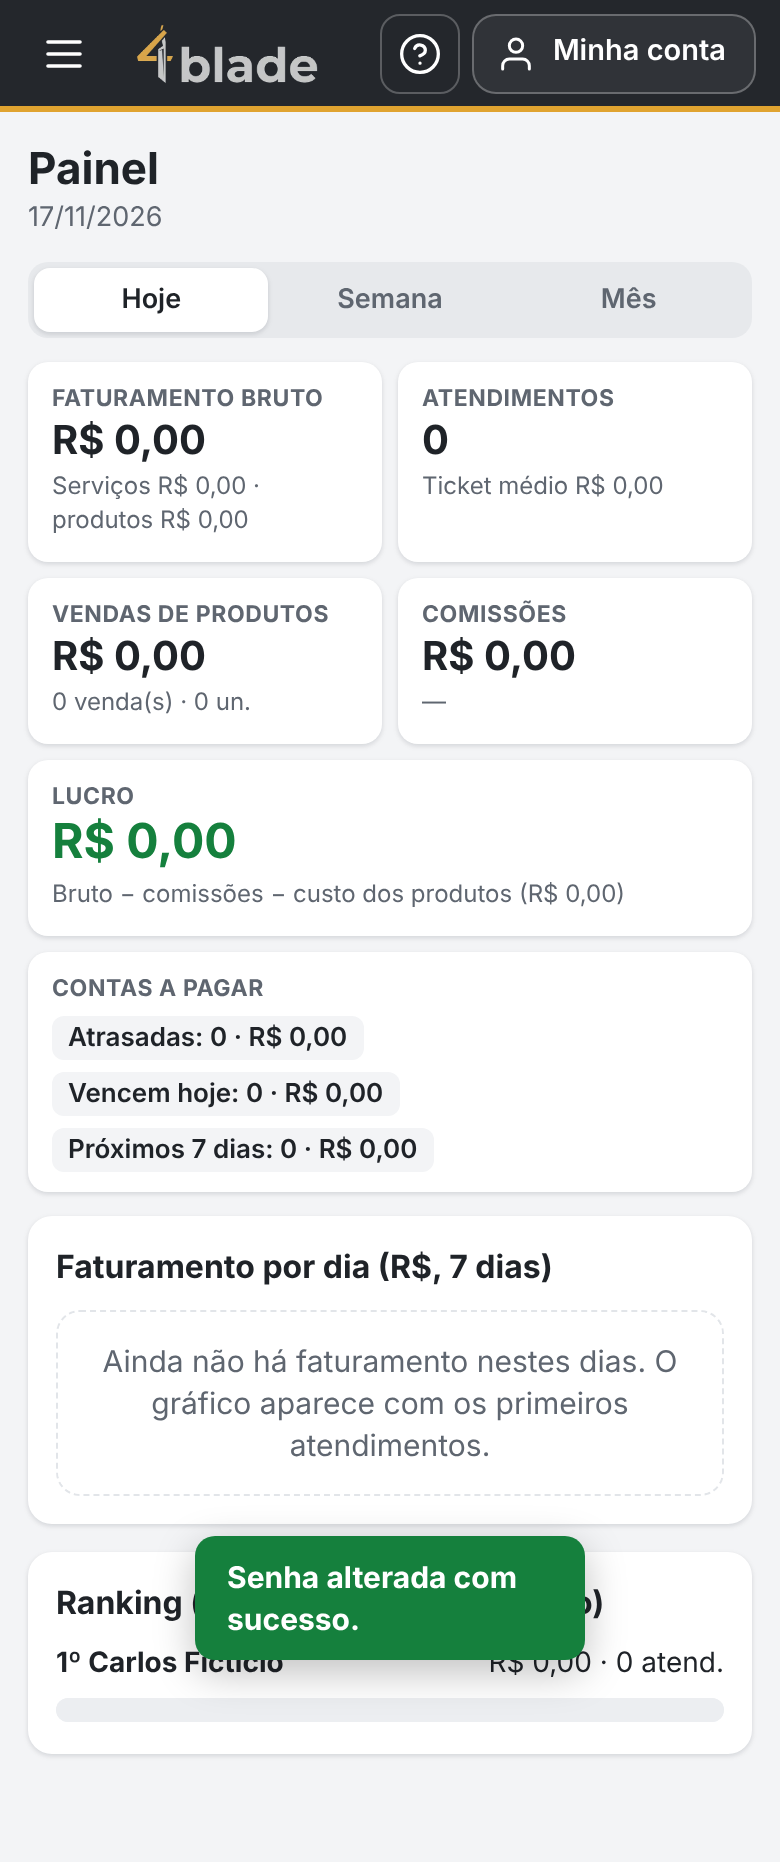 4blade
Minha conta
Painel
17/11/2026
Hoje
Semana
Mês
FATURAMENTO BRUTO
R$ 0,00
Serviços R$ 0,00 ·
produtos R$ 0,00
ATENDIMENTOS
0
Ticket médio R$ 0,00
VENDAS DE PRODUTOS
R$ 0,00
0 venda(s) · 0 un.
COMISSÕES
R$ 0,00
—
LUCRO
R$ 0,00
Bruto – comissões – custo dos produtos (R$ 0,00)
CONTAS A PAGAR
Atrasadas: 0 · R$ 0,00
Vencem hoje: 0 · R$ 0,00
Próximos 7 dias: 0 · R$ 0,00
Faturamento por dia (R$, 7 dias)
Ainda não há faturamento nestes dias. O
gráfico aparece com os primeiros
atendimentos.
Senha alterada com
sucesso.
Ranking
1º Carlos Fictício
R$ 0,00 · 0 atend.